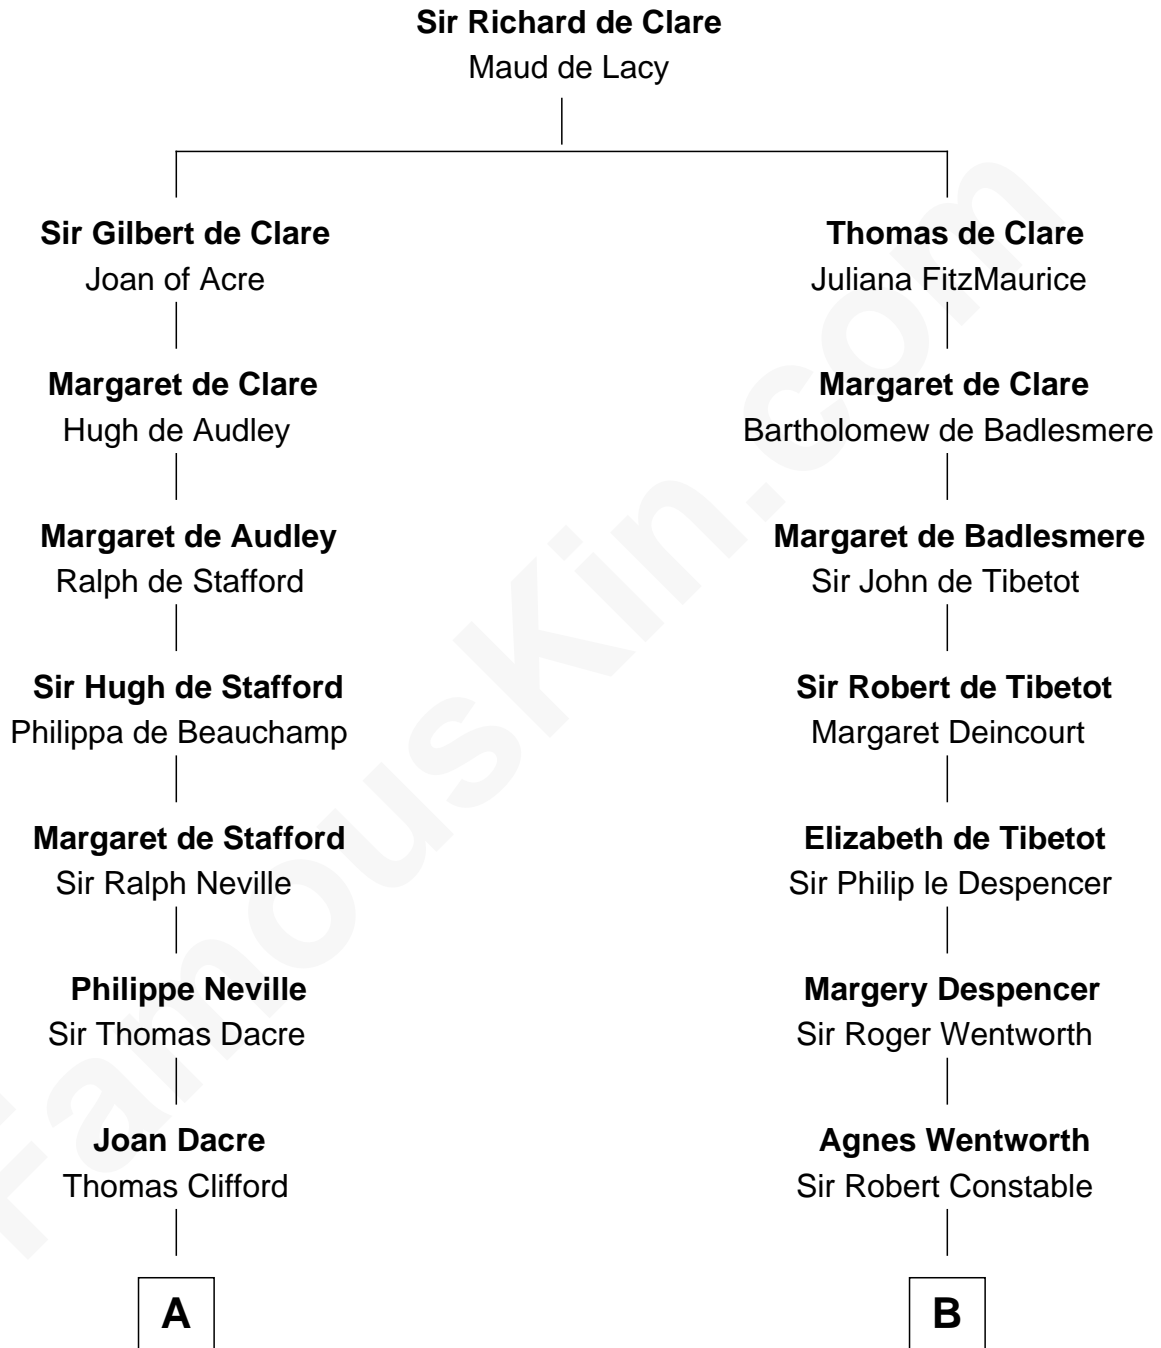 Sir Richard de Clare
Maud de Lacy
Sir Gilbert de Clare
Joan of Acre
Thomas de Clare
Juliana FitzMaurice
Margaret de Clare
Hugh de Audley
Margaret de Clare
Bartholomew de Badlesmere
Margaret de Audley
Ralph de Stafford
Margaret de Badlesmere
Sir John de Tibetot
Sir Hugh de Stafford
Philippa de Beauchamp
Sir Robert de Tibetot
Margaret Deincourt
Margaret de Stafford
Sir Ralph Neville
Elizabeth de Tibetot
Sir Philip le Despencer
Philippe Neville
Sir Thomas Dacre
Margery Despencer
Sir Roger Wentworth
Joan Dacre
Thomas Clifford
Agnes Wentworth
Sir Robert Constable
A
B
FamousKin.com